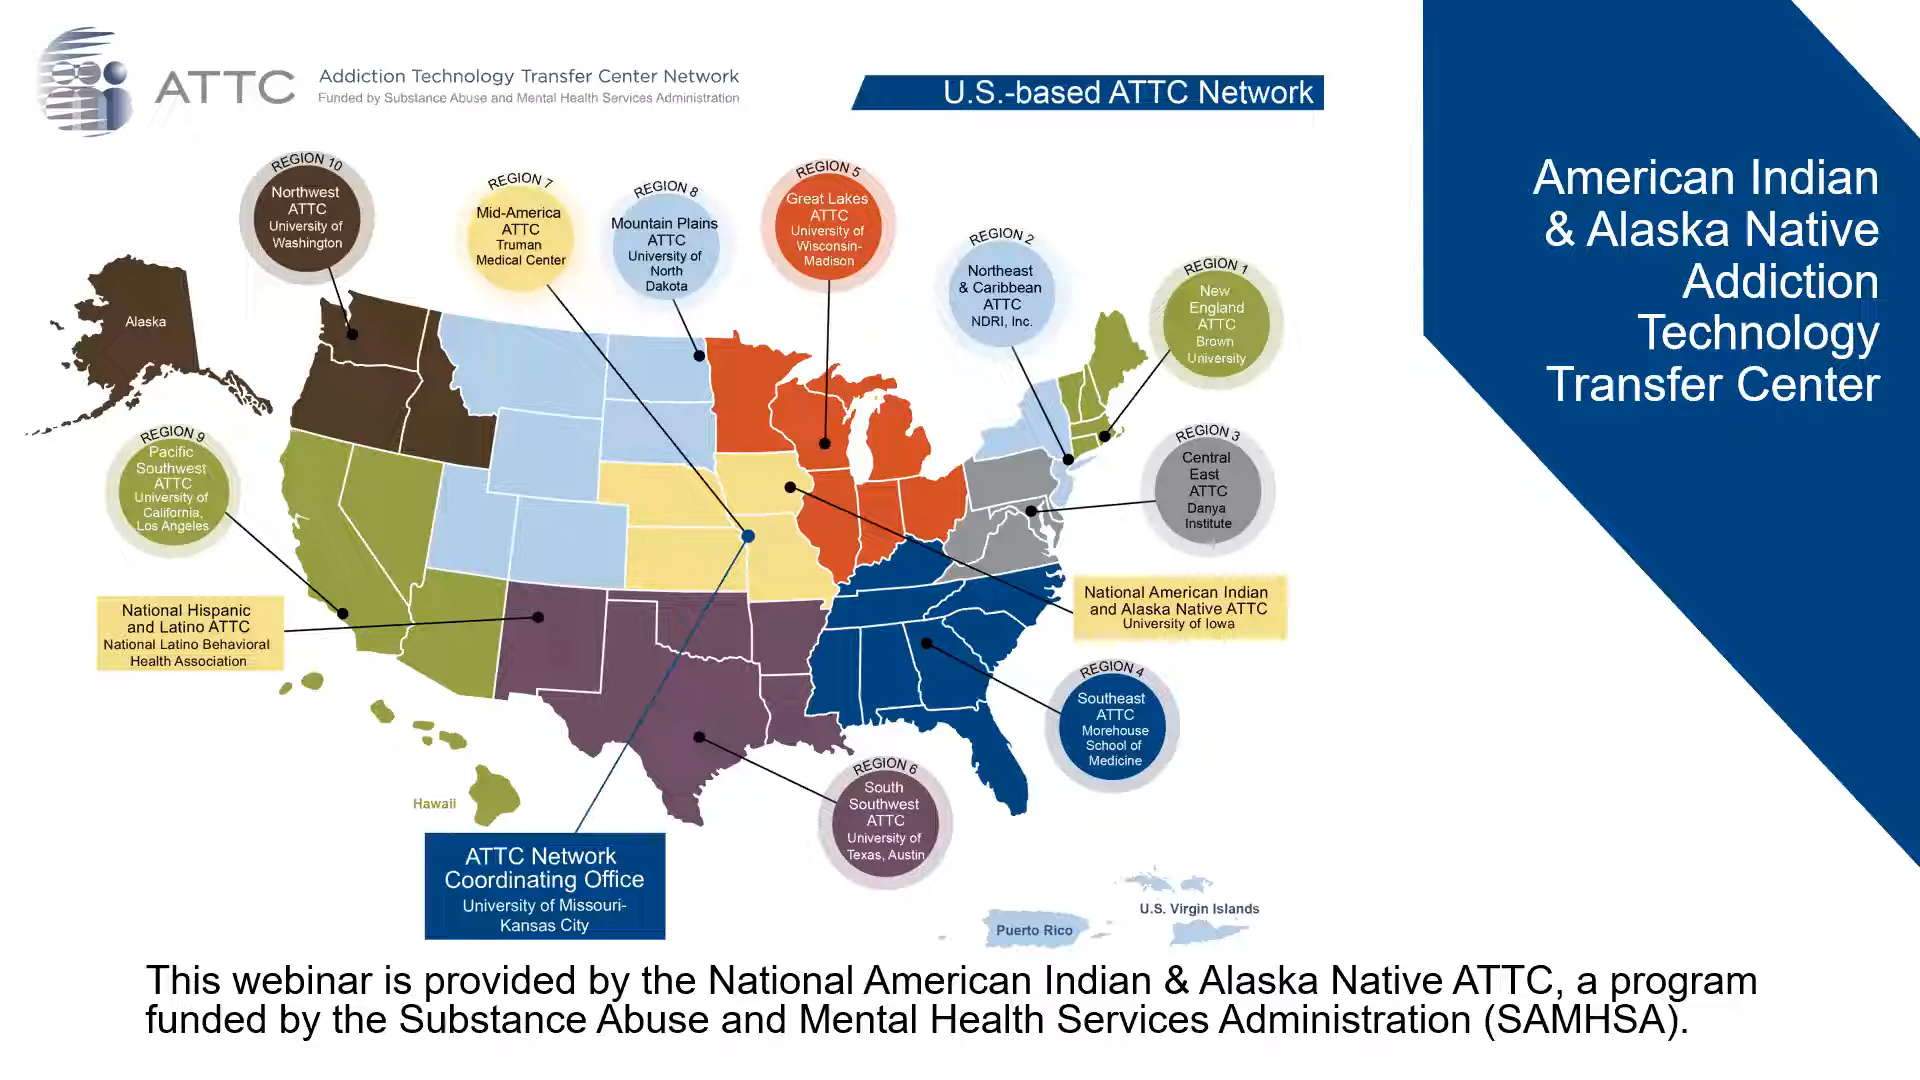 ATTC
Addiction Technology Transfer Center Network
Funded by Substance Abuse and Mental Health Services Administration
U.S.-based ATTC Network
American Indian
& Alaska Native
Addiction
Technology
Transfer Center
REGION 10
Northwest
ATTC
University of
Washington
REGION 7
Mid-America
ATTC
Truman
Medical Center
REGION 8
Mountain Plains
ATTC
University of
North
Dakota
REGION 5
Great Lakes
ATTC
University of
Wisconsin-
Madison
REGION 2
Northeast
& Caribbean
ATTC
NDRI, Inc.
REGION 1
New
England
ATTC
Brown
University
Alaska
REGION 9
Pacific
Southwest
ATTC
University of
California,
Los Angeles
REGION 3
Central
East
ATTC
Danya
Institute
National Hispanic
and Latino ATTC
National Latino Behavioral
Health Association
National American Indian
and Alaska Native ATTC
University of Iowa
REGION 4
Southeast
ATTC
Morehouse
School of
Medicine
REGION 6
South
Southwest
ATTC
University of
Texas, Austin
Hawaii
ATTC Network
Coordinating Office
University of Missouri-
Kansas City
U.S. Virgin Islands
Puerto Rico
This webinar is provided by the National American Indian & Alaska Native ATTC, a program
funded by the Substance Abuse and Mental Health Services Administration (SAMHSA).